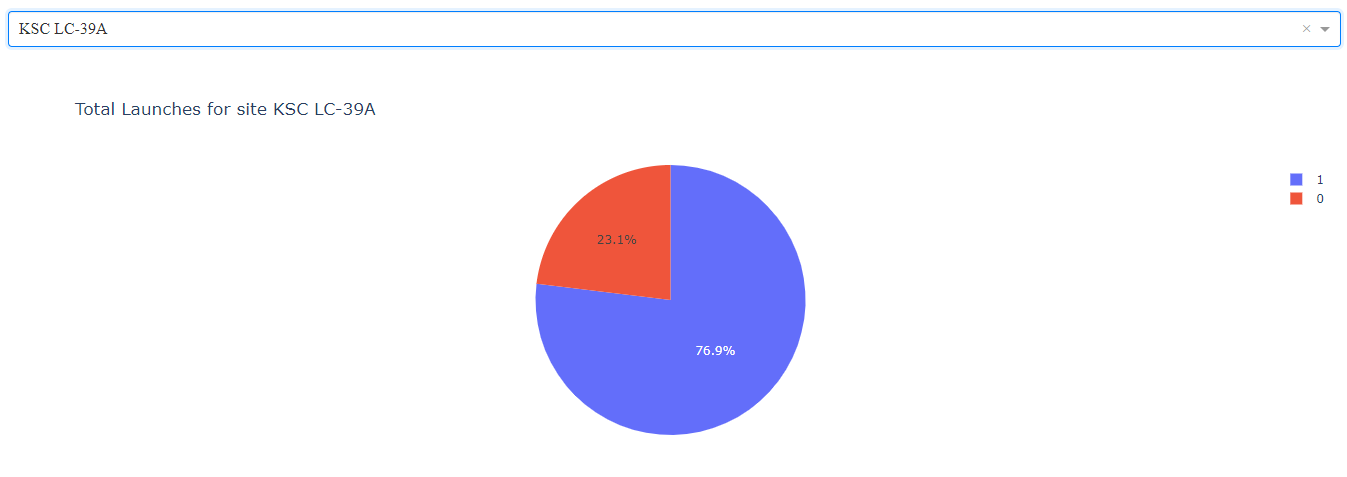 KSC LC-39A
Total Launches for site KSC LC-39A
1
0
23.1%
76.9%